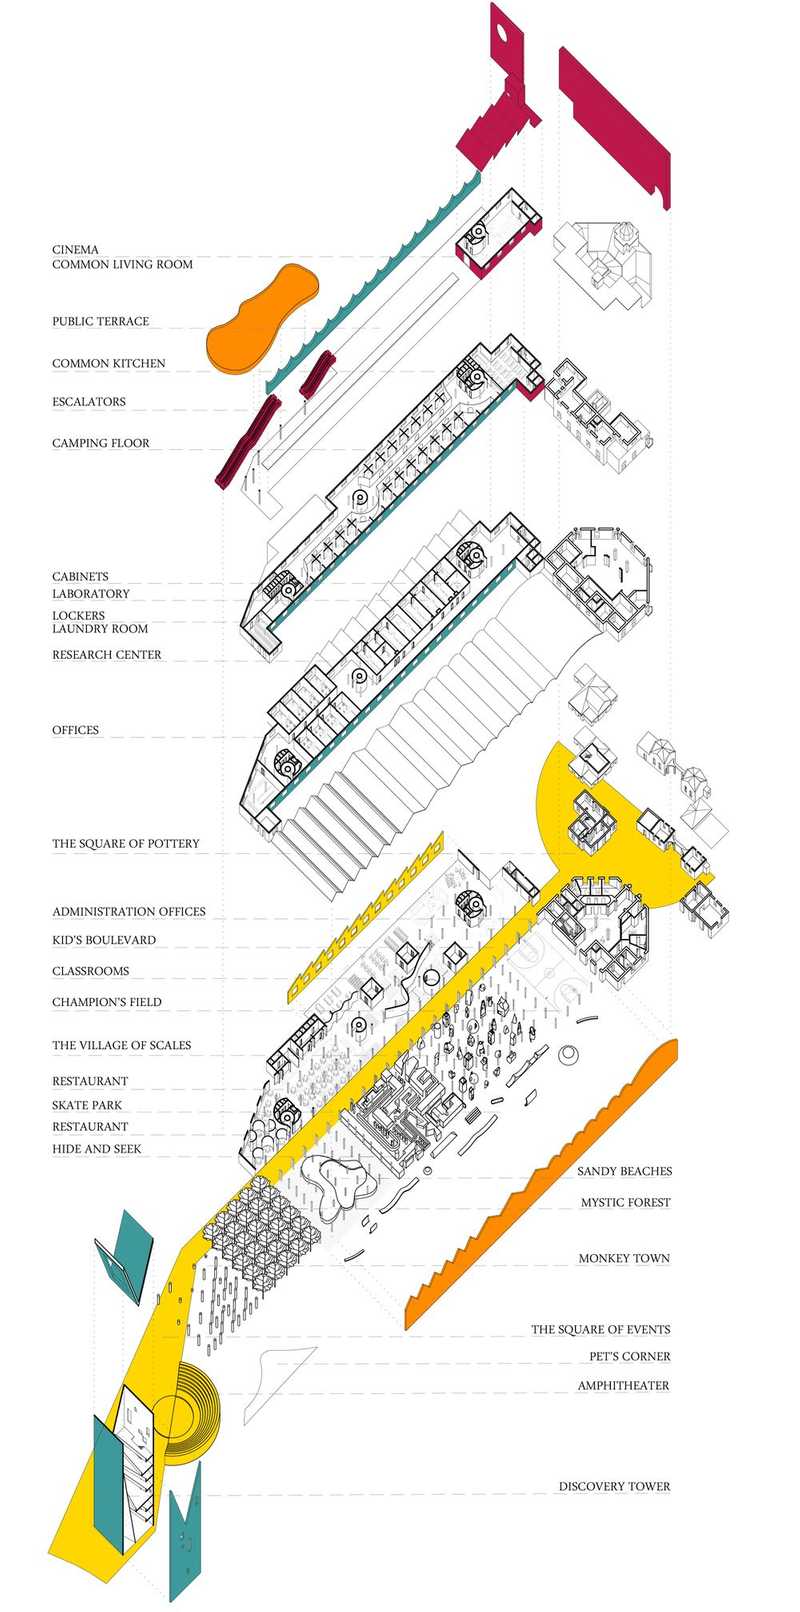 CINEMA
COMMON LIVING ROOM
PUBLIC TERRACE
COMMON KITCHEN
ESCALATORS
CAMPING FLOOR
CABINETS
LABORATORY
LOCKERS
LAUNDRY ROOM
RESEARCH CENTER
OFFICES
THE SQUARE OF POTTERY
ADMINISTRATION OFFICES
KID'S BOULEVARD
CLASSROOMS
CHAMPION'S FIELD
THE VILLAGE OF SCALES
RESTAURANT
SKATE PARK
RESTAURANT
HIDE AND SEEK
SANDY BEACHES
MYSTIC FOREST
MONKEY TOWN
THE SQUARE OF EVENTS
PET'S CORNER
AMPHITHEATER
DISCOVERY TOWER